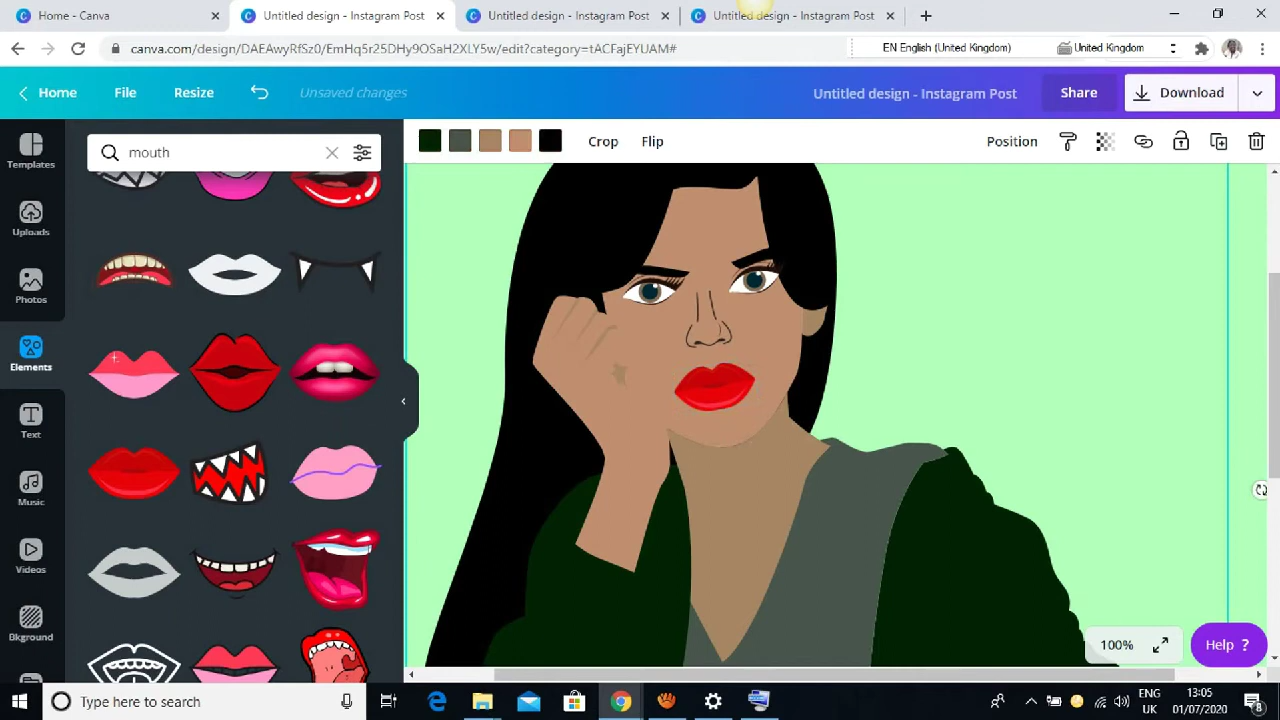 Home - Canva
Untitled design - Instagram Post
Untitled design - Instagram Post
Untitled design - Instagram Post
canva.com/design/DAEAwyRfSz0/EmHq5r25DHy9OSaH2XLY5w/edit?category=tACFajEYUAM#
EN English (United Kingdom)
United Kingdom
Home
File
Resize
Unsaved changes
Untitled design - Instagram Post
Share
Download
Templates
Uploads
Photos
Elements
Text
Music
Videos
Bkground
mouth
Crop
Flip
Position
100%
Help ?
Type here to search
ENG
UK
13:05
01/07/2020
8